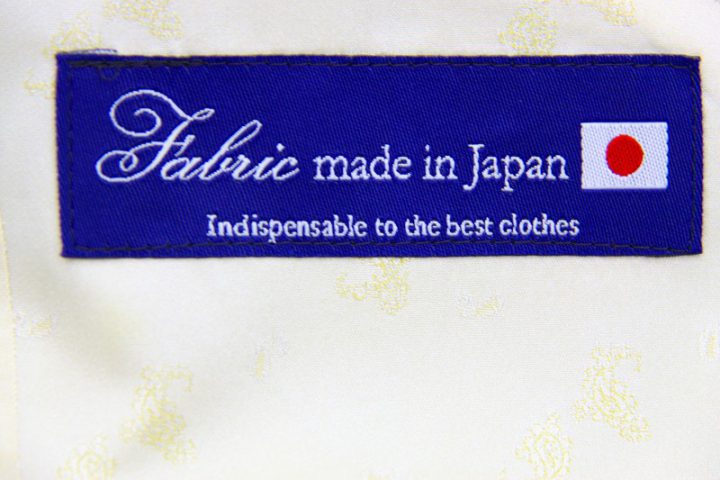 Fabric made in Japan
Indispensable to the best clothes